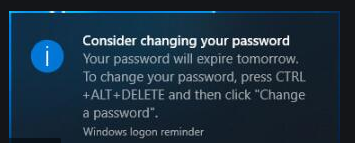 Consider changing your password
Your password will expire tomorrow.
To change your password, press CTRL
+ALT+DELETE and then click "Change
a password".
Windows logon reminder